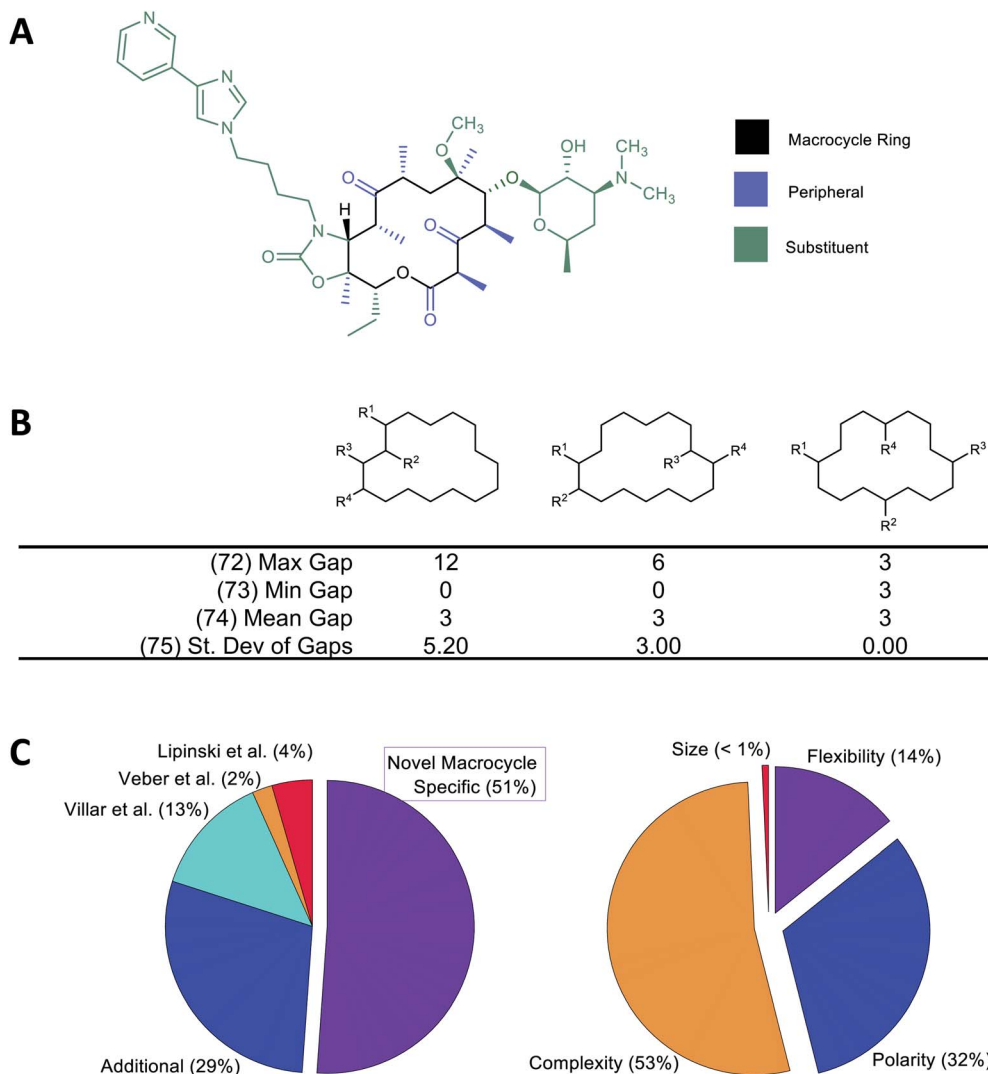 A
N
N
N
CH₃
O
O
H
N
O
O
O
O
O
O
OH
CH₃
N
CH₃
O
Macrocycle Ring
Peripheral
Substituent
B
R¹
R³
R²
R⁴
R¹
R²
R³
R⁴
R¹
R⁴
R³
R²
(72) Max Gap 12 6 3
(73) Min Gap 0 0 3
(74) Mean Gap 3 3 3
(75) St. Dev of Gaps 5.20 3.00 0.00
C
Lipinski et al. (4%)
Veber et al. (2%)
Villar et al. (13%)
Additional (29%)
Novel Macrocycle
Specific (51%)
Size (< 1%)
Flexibility (14%)
Complexity (53%)
Polarity (32%)